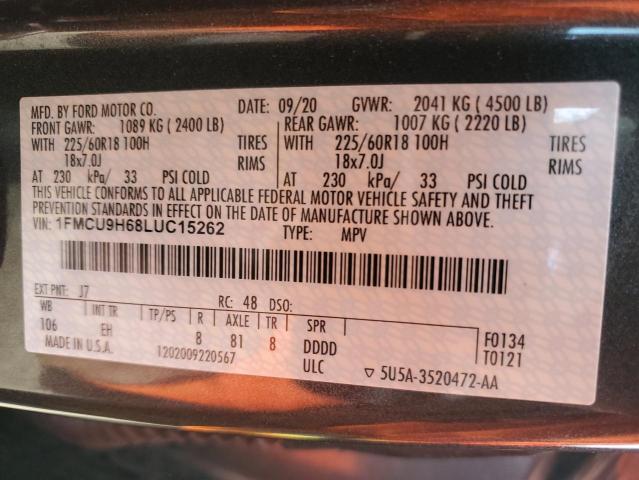 MFD. BY FORD MOTOR CO. DATE: 09/20 GVWR: 2041 KG ( 4500 LB)
FRONT GAWR: 1089 KG ( 2400 LB) REAR GAWR: 1007 KG ( 2220 LB)
WITH 225/60R18 100H TIRES WITH 225/60R18 100H TIRES
18x7.0J RIMS 18x7.0J RIMS
AT 230 kPa/ 33 PSI COLD AT 230 kPa/ 33 PSI COLD
THIS VEHICLE CONFORMS TO ALL APPLICABLE FEDERAL MOTOR VEHICLE SAFETY AND THEFT
PREVENTION STANDARDS IN EFFECT ON THE DATE OF MANUFACTURE SHOWN ABOVE.
VIN: 1FMCU9H68LUC15262 TYPE: MPV
EXT PNT: J7 RC: 48 DSO:
WB INT TR TP/PS R AXLE TR SPR F0134
106 EH 8 81 8 DDDD T0121
MADE IN U.S.A. 1202009220567 ULC ▽ 5U5A-3520472-AA